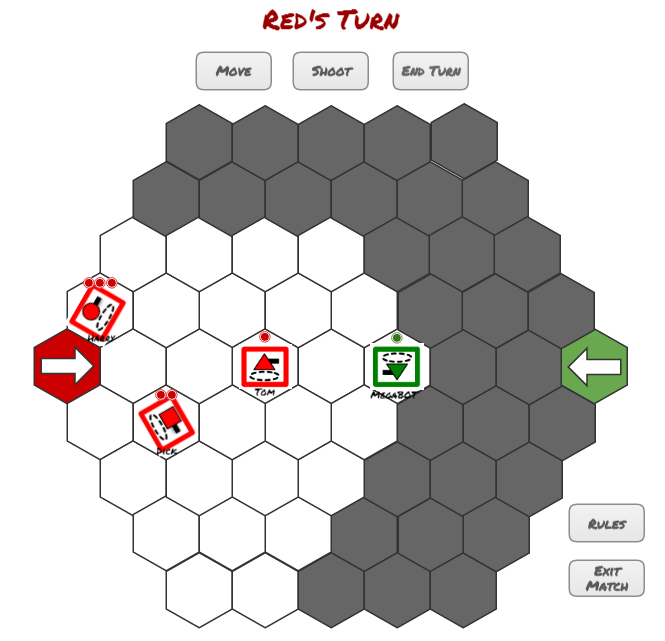 Red's Turn
Move
Shoot
End Turn
Harry
Tom
MegaBOT
Dick
Rules
Exit
Match